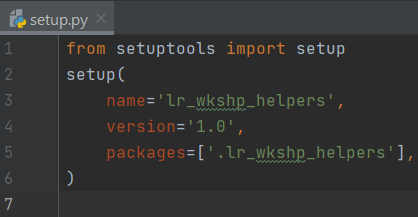 setup.py
1 from setuptools import setup
2 setup(
3     name='lr_wkshp_helpers',
4     version='1.0',
5     packages=['.lr_wkshp_helpers'],
6 )
7